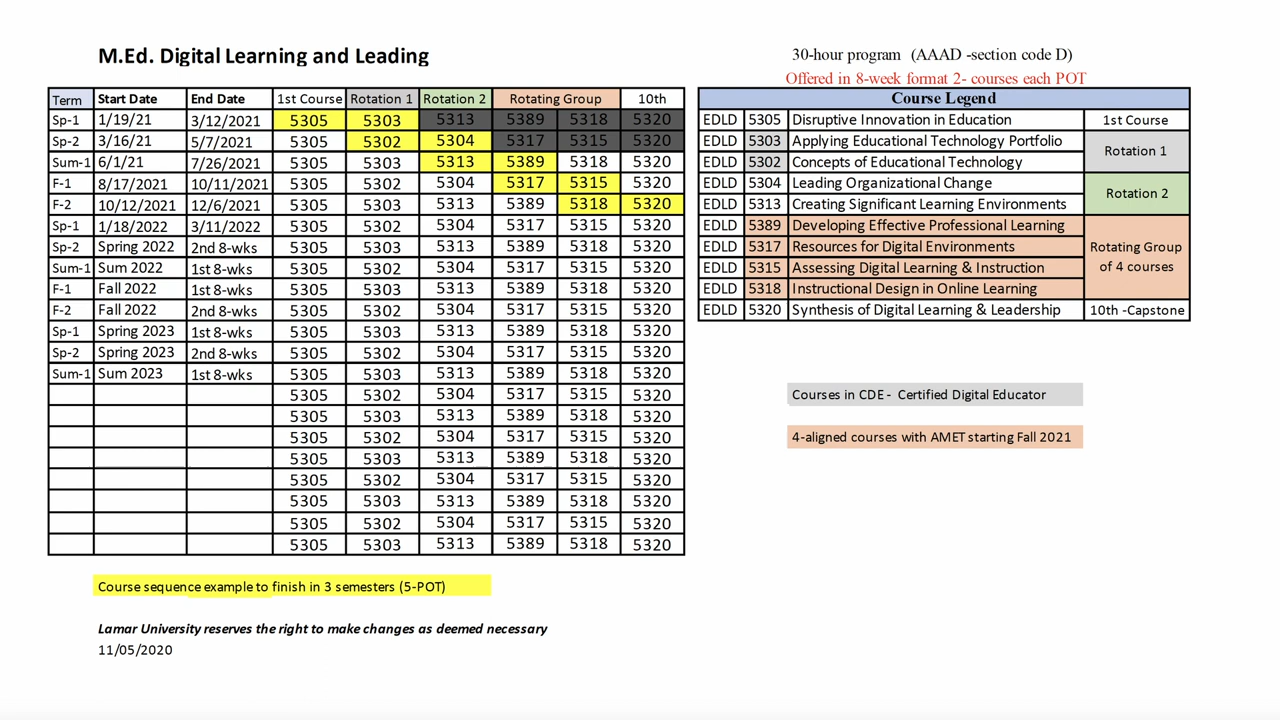 M.Ed. Digital Learning and Leading
30-hour program (AAAD -section code D)
Offered in 8-week format 2- courses each POT
Term Start Date End Date 1st Course Rotation 1 Rotation 2 Rotating Group 10th
Sp-1 1/19/21 3/12/2021 5305 5303 5313 5389 5318 5320
Sp-2 3/16/21 5/7/2021 5305 5302 5304 5317 5315 5320
Sum-1 6/1/21 7/26/2021 5305 5303 5313 5389 5318 5320
F-1 8/17/2021 10/11/2021 5305 5302 5304 5317 5315 5320
F-2 10/12/2021 12/6/2021 5305 5303 5313 5389 5318 5320
Sp-1 1/18/2022 3/11/2022 5305 5302 5304 5317 5315 5320
Sp-2 Spring 2022 2nd 8-wks 5305 5303 5313 5389 5318 5320
Sum-1 Sum 2022 1st 8-wks 5305 5302 5304 5317 5315 5320
F-1 Fall 2022 1st 8-wks 5305 5303 5313 5389 5318 5320
F-2 Fall 2022 2nd 8-wks 5305 5302 5304 5317 5315 5320
Sp-1 Spring 2023 1st 8-wks 5305 5303 5313 5389 5318 5320
Sp-2 Spring 2023 2nd 8-wks 5305 5302 5304 5317 5315 5320
Sum-1 Sum 2023 1st 8-wks 5305 5303 5313 5389 5318 5320
5305 5302 5304 5317 5315 5320
5305 5303 5313 5389 5318 5320
5305 5302 5304 5317 5315 5320
5305 5303 5313 5389 5318 5320
5305 5302 5304 5317 5315 5320
5305 5303 5313 5389 5318 5320
5305 5302 5304 5317 5315 5320
5305 5303 5313 5389 5318 5320
Course Legend
EDLD 5305 Disruptive Innovation in Education 1st Course
EDLD 5303 Applying Educational Technology Portfolio
Rotation 1
EDLD 5302 Concepts of Educational Technology
EDLD 5304 Leading Organizational Change
Rotation 2
EDLD 5313 Creating Significant Learning Environments
EDLD 5389 Developing Effective Professional Learning
EDLD 5317 Resources for Digital Environments Rotating Group
EDLD 5315 Assessing Digital Learning & Instruction of 4 courses
EDLD 5318 Instructional Design in Online Learning
EDLD 5320 Synthesis of Digital Learning & Leadership 10th -Capstone
Courses in CDE - Certified Digital Educator
4-aligned courses with AMET starting Fall 2021
Course sequence example to finish in 3 semesters (5-POT)
Lamar University reserves the right to make changes as deemed necessary
11/05/2020